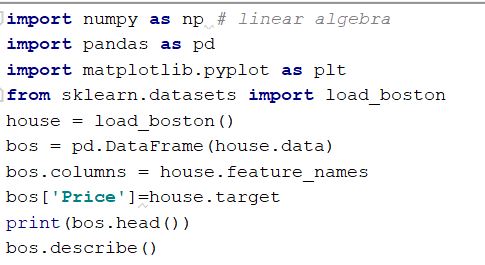 import numpy as np # linear algebra
import pandas as pd
import matplotlib.pyplot as plt
from sklearn.datasets import load_boston
house = load_boston()
bos = pd.DataFrame(house.data)
bos.columns = house.feature_names
bos['Price']=house.target
print(bos.head())
bos.describe()